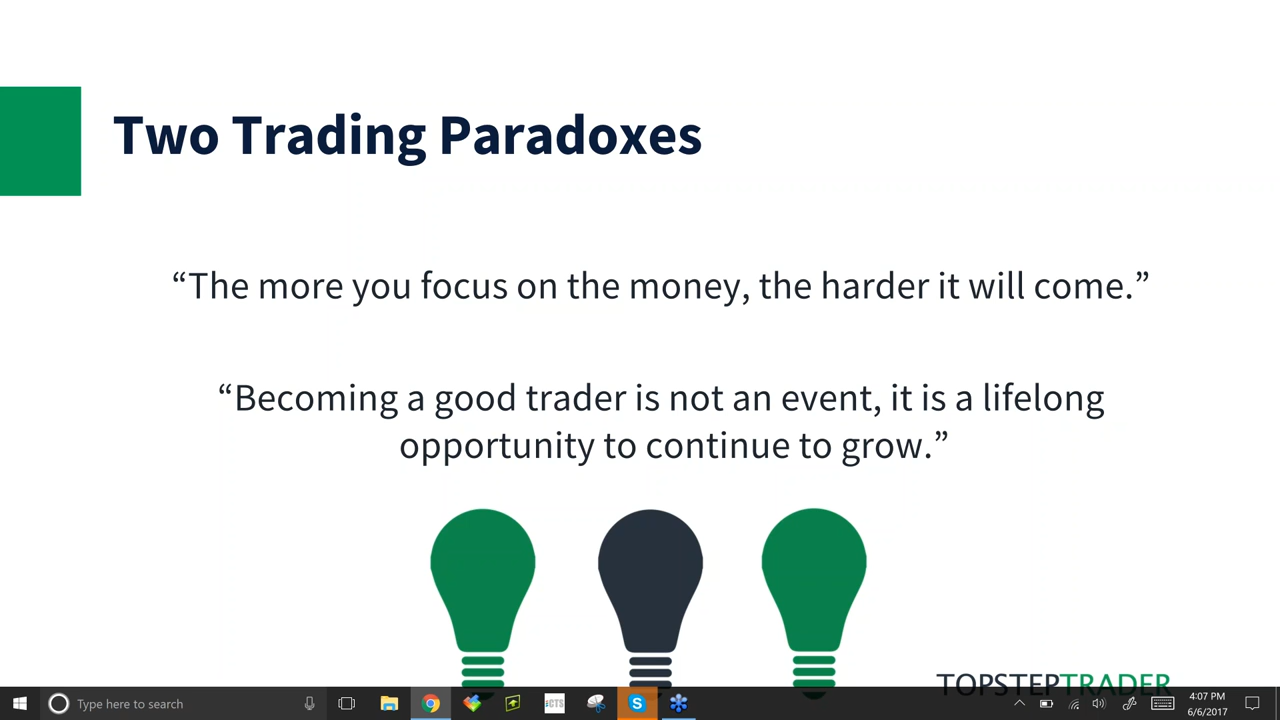 Two Trading Paradoxes
“The more you focus on the money, the harder it will come.”
“Becoming a good trader is not an event, it is a lifelong
opportunity to continue to grow.”
TOPSTEPTRADER
Type here to search
#CTS
S
4:07 PM
6/6/2017